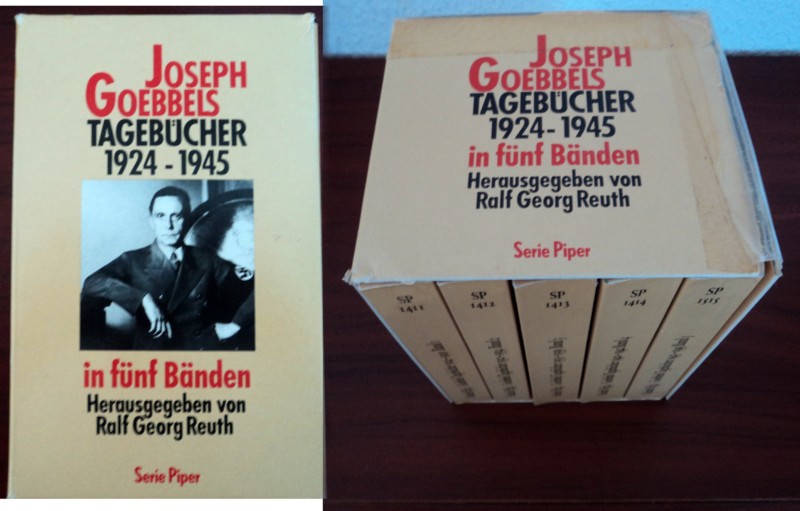 JOSEPH
GOEBBELS
TAGEBÜCHER
1924 - 1945
in fünf Bänden
Herausgegeben von
Ralf Georg Reuth
Serie Piper
JOSEPH
GOEBBELS
TAGEBÜCHER
1924 - 1945
in fünf Bänden
Herausgegeben von
Ralf Georg Reuth
Serie Piper
SP
1411
SP
1412
SP
1413
SP
1414
SP
1515